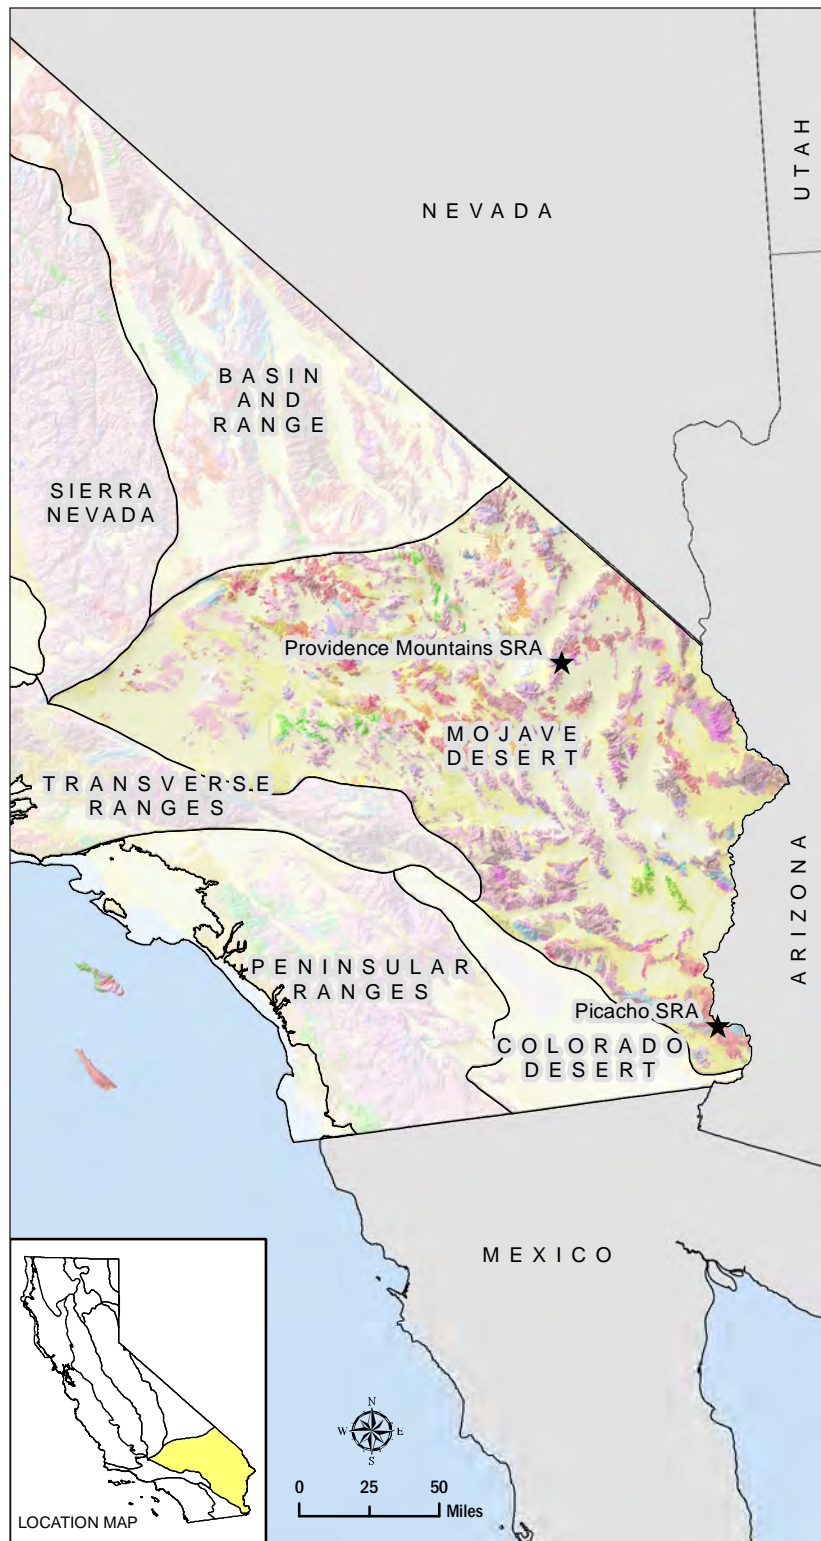 NEVADA
UTAH
BASIN
AND
RANGE
SIERRA
NEVADA
Providence Mountains SRA
MOJAVE
DESERT
TRANSVERSE
RANGES
ARIZONA
PENINSULAR
RANGES
Picacho SRA
COLORADO
DESERT
MEXICO
N
W E
S
0 25 50
Miles
LOCATION MAP